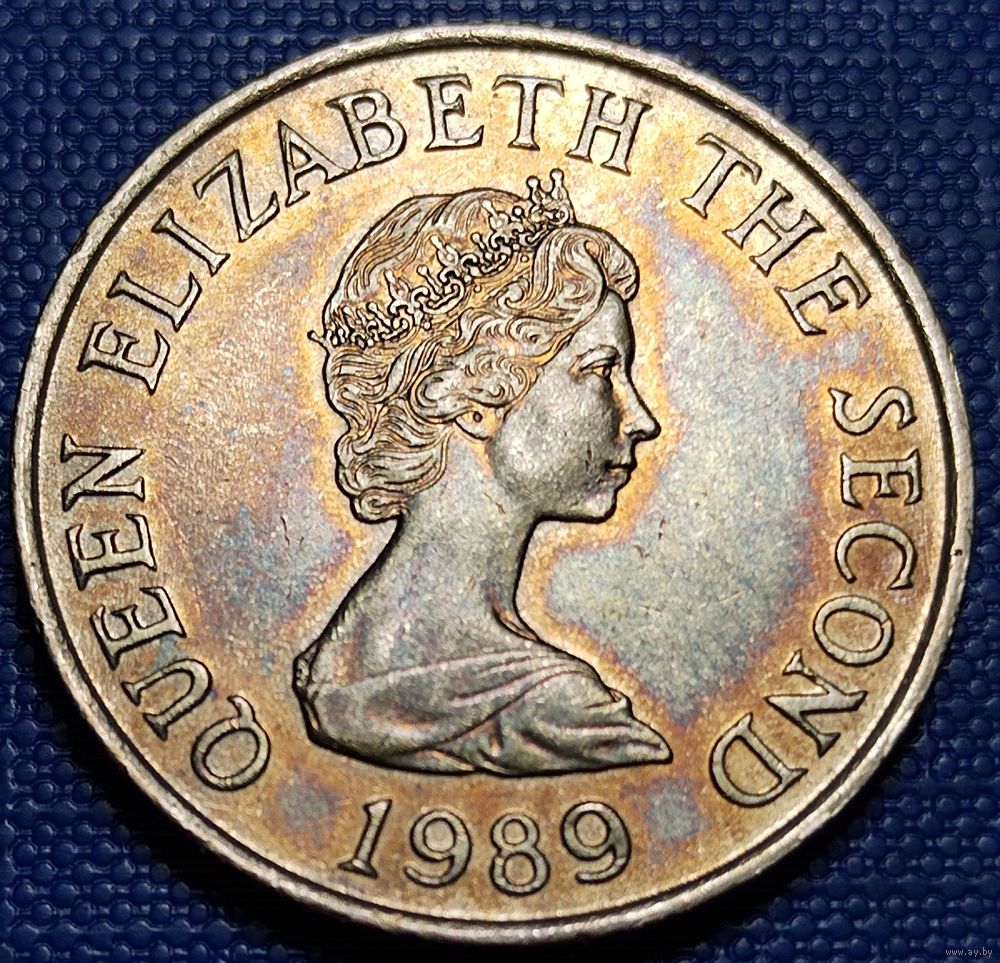 QUEEN ELIZABETH THE SECOND
1989
www.ay.by